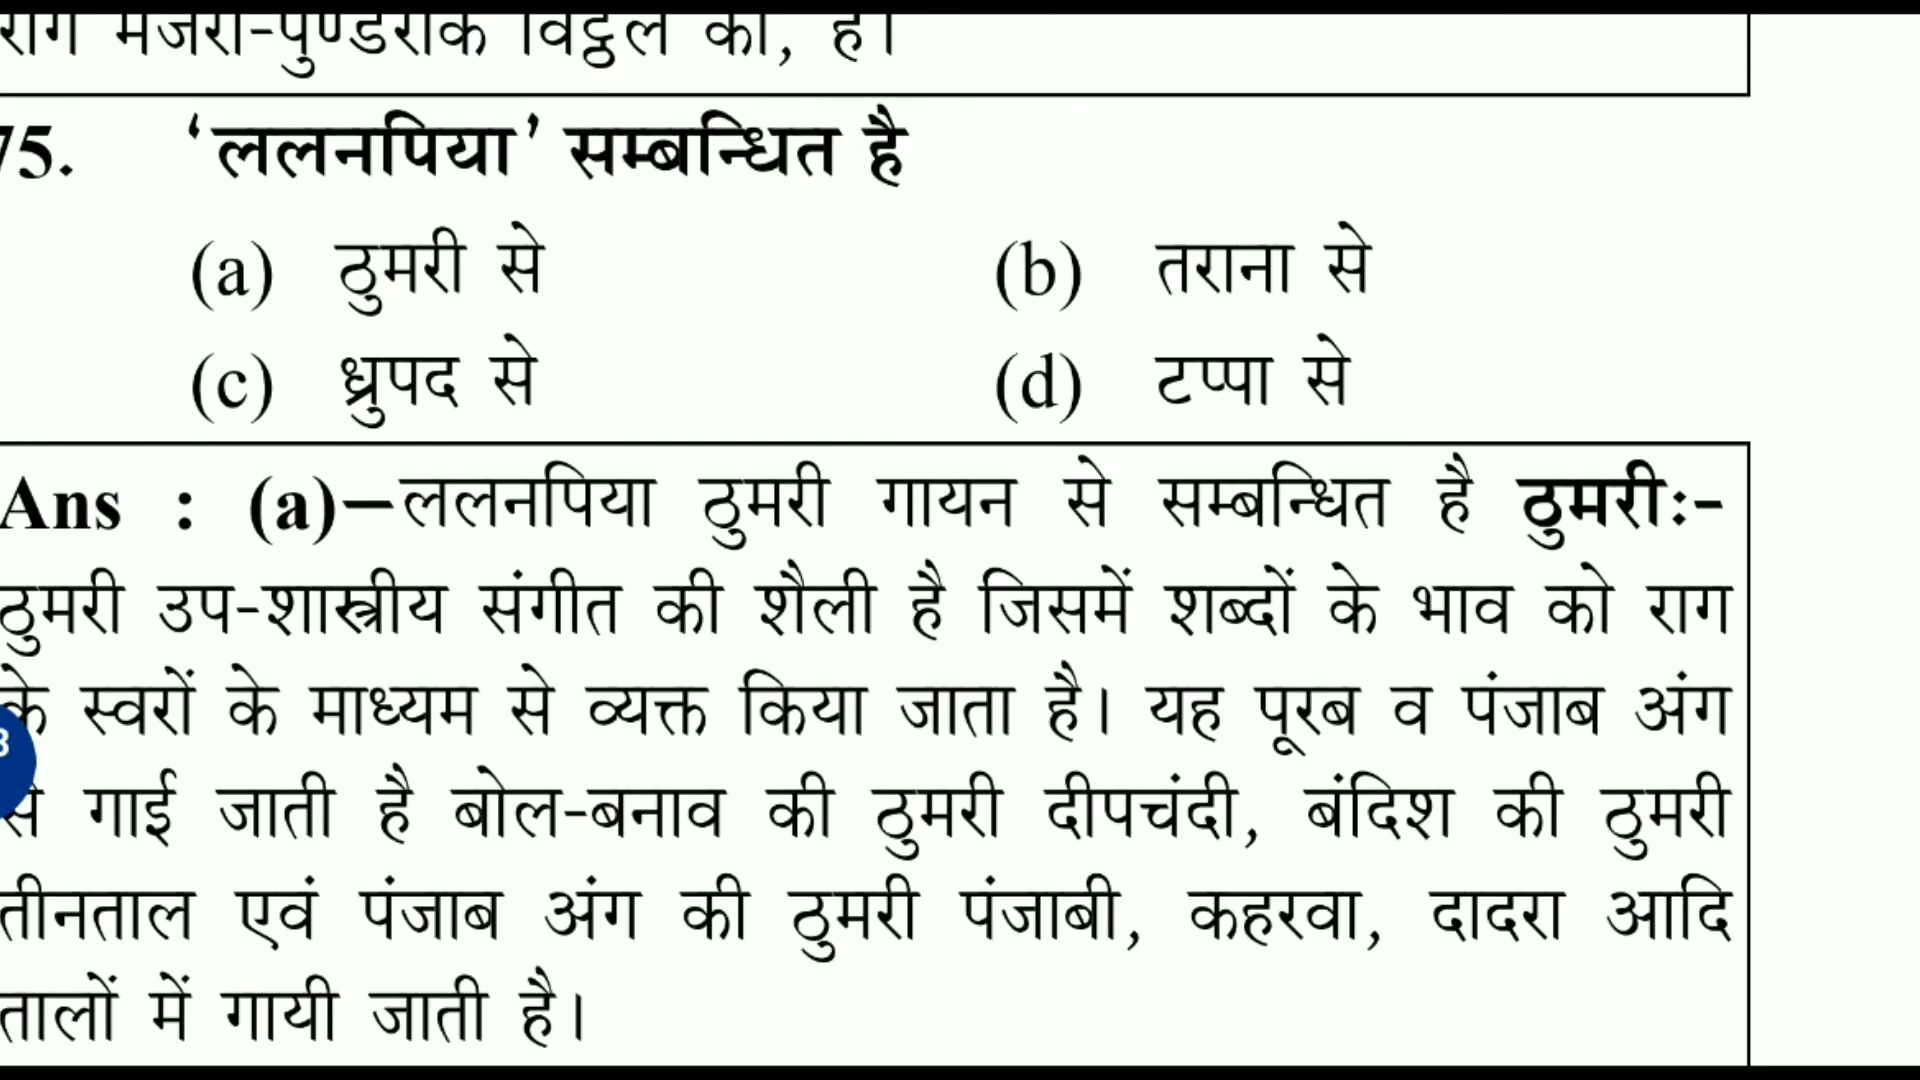 राग मंजरी-पुण्डरीक विट्ठल की, है।
75. ‘ललनपिया’ सम्बन्धित है
(a) ठुमरी से (b) तराना से
(c) ध्रुपद से (d) टप्पा से
Ans : (a)–ललनपिया ठुमरी गायन से सम्बन्धित है ठुमरीः-
ठुमरी उप-शास्त्रीय संगीत की शैली है जिसमें शब्दों के भाव को राग
के स्वरों के माध्यम से व्यक्त किया जाता है। यह पूरब व पंजाब अंग
से गाई जाती है बोल-बनाव की ठुमरी दीपचंदी, बंदिश की ठुमरी
तीनताल एवं पंजाब अंग की ठुमरी पंजाबी, कहरवा, दादरा आदि
तालों में गायी जाती है।